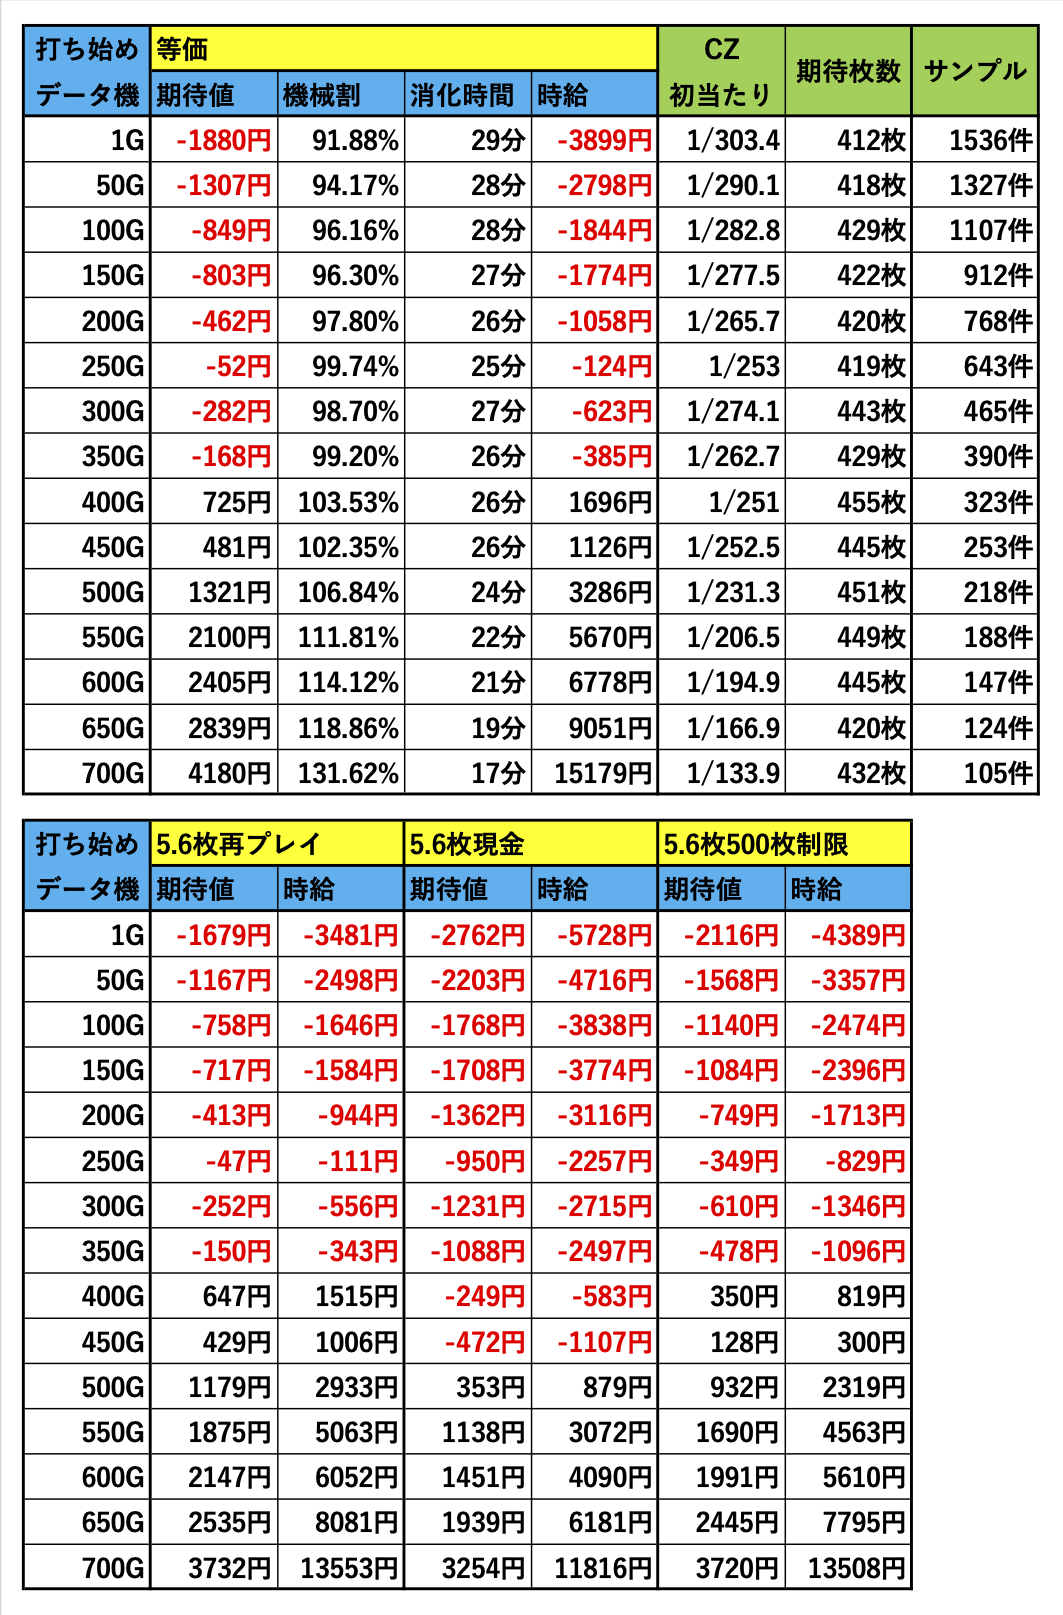 打ち始め 等価 CZ 期待枚数 サンプル
データ機 期待値 機械割 消化時間 時給 初当たり
1G -1880円 91.88% 29分 -3899円 1/303.4 412枚 1536件
50G -1307円 94.17% 28分 -2798円 1/290.1 418枚 1327件
100G -849円 96.16% 28分 -1844円 1/282.8 429枚 1107件
150G -803円 96.30% 27分 -1774円 1/277.5 422枚 912件
200G -462円 97.80% 26分 -1058円 1/265.7 420枚 768件
250G -52円 99.74% 25分 -124円 1/253 419枚 643件
300G -282円 98.70% 27分 -623円 1/274.1 443枚 465件
350G -168円 99.20% 26分 -385円 1/262.7 429枚 390件
400G 725円 103.53% 26分 1696円 1/251 455枚 323件
450G 481円 102.35% 26分 1126円 1/252.5 445枚 253件
500G 1321円 106.84% 24分 3286円 1/231.3 451枚 218件
550G 2100円 111.81% 22分 5670円 1/206.5 449枚 188件
600G 2405円 114.12% 21分 6778円 1/194.9 445枚 147件
650G 2839円 118.86% 19分 9051円 1/166.9 420枚 124件
700G 4180円 131.62% 17分 15179円 1/133.9 432枚 105件
打ち始め 5.6枚再プレイ 5.6枚現金 5.6枚500枚制限
データ機 期待値 時給 期待値 時給 期待値 時給
1G -1679円 -3481円 -2762円 -5728円 -2116円 -4389円
50G -1167円 -2498円 -2203円 -4716円 -1568円 -3357円
100G -758円 -1646円 -1768円 -3838円 -1140円 -2474円
150G -717円 -1584円 -1708円 -3774円 -1084円 -2396円
200G -413円 -944円 -1362円 -3116円 -749円 -1713円
250G -47円 -111円 -950円 -2257円 -349円 -829円
300G -252円 -556円 -1231円 -2715円 -610円 -1346円
350G -150円 -343円 -1088円 -2497円 -478円 -1096円
400G 647円 1515円 -249円 -583円 350円 819円
450G 429円 1006円 -472円 -1107円 128円 300円
500G 1179円 2933円 353円 879円 932円 2319円
550G 1875円 5063円 1138円 3072円 1690円 4563円
600G 2147円 6052円 1451円 4090円 1991円 5610円
650G 2535円 8081円 1939円 6181円 2445円 7795円
700G 3732円 13553円 3254円 11816円 3720円 13508円